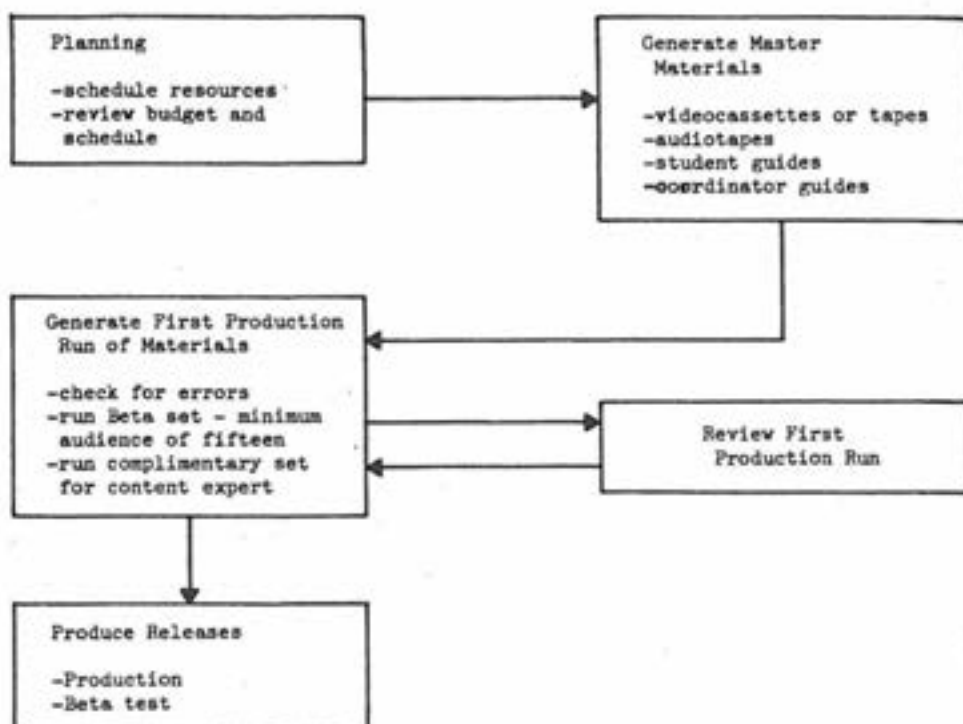 Planning
-schedule resources
-review budget and
schedule
Generate Master
Materials
-videocassettes or tapes
-audiotapes
-student guides
-coordinator guides
Generate First Production
Run of Materials
-check for errors
-run Beta set - minimum
audience of fifteen
-run complimentary set
for content expert
Review First
Production Run
Produce Releases
-Production
-Beta test